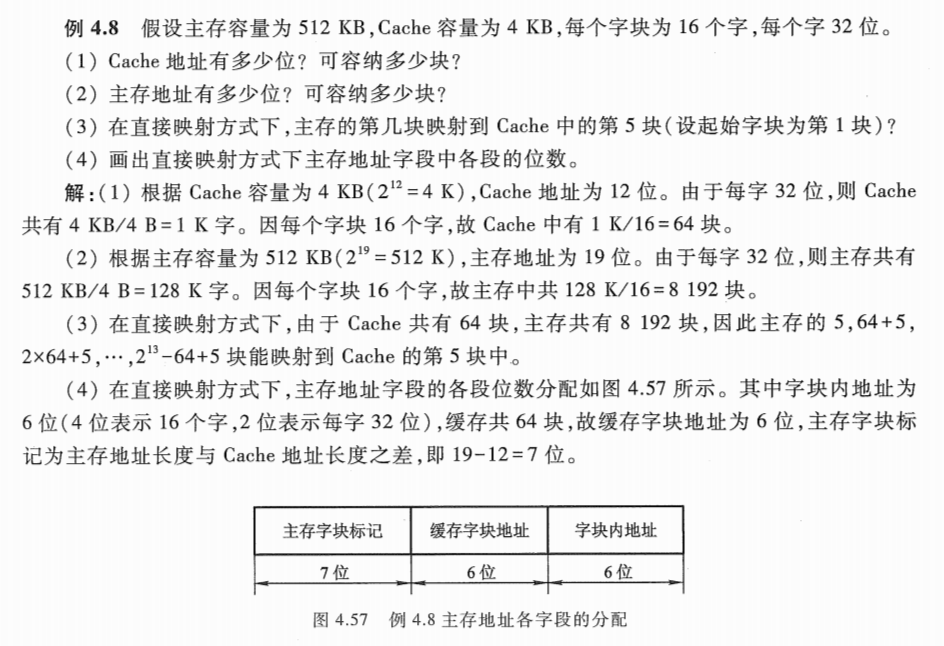 例 4.8 假设主存容量为 512 KB,Cache 容量为 4 KB,每个字块为 16 个字,每个字 32 位。
(1) Cache 地址有多少位? 可容纳多少块?
(2) 主存地址有多少位? 可容纳多少块?
(3) 在直接映射方式下,主存的第几块映射到 Cache 中的第 5 块(设起始字块为第 1 块)?
(4) 画出直接映射方式下主存地址字段中各段的位数。
解:(1) 根据 Cache 容量为 4 KB(2¹²=4 K),Cache 地址为 12 位。由于每字 32 位,则 Cache
共有 4 KB/4 B=1 K 字。因每个字块 16 个字,故 Cache 中有 1 K/16=64 块。
(2) 根据主存容量为 512 KB(2¹⁹=512 K),主存地址为 19 位。由于每字 32 位,则主存共有
512 KB/4 B=128 K 字。因每个字块 16 个字,故主存中共 128 K/16=8 192 块。
(3) 在直接映射方式下,由于 Cache 共有 64 块,主存共有 8 192 块,因此主存的 5,64+5,
2×64+5,…,2¹³-64+5 块能映射到 Cache 的第 5 块中。
(4) 在直接映射方式下,主存地址字段的各段位数分配如图 4.57 所示。其中字块内地址为
6 位(4 位表示 16 个字,2 位表示每字 32 位),缓存共 64 块,故缓存字块地址为 6 位,主存字块标
记为主存地址长度与 Cache 地址长度之差,即 19-12=7 位。
主存字块标记 缓存字块地址 字块内地址
7 位 6 位 6 位
图 4.57 例 4.8 主存地址各字段的分配